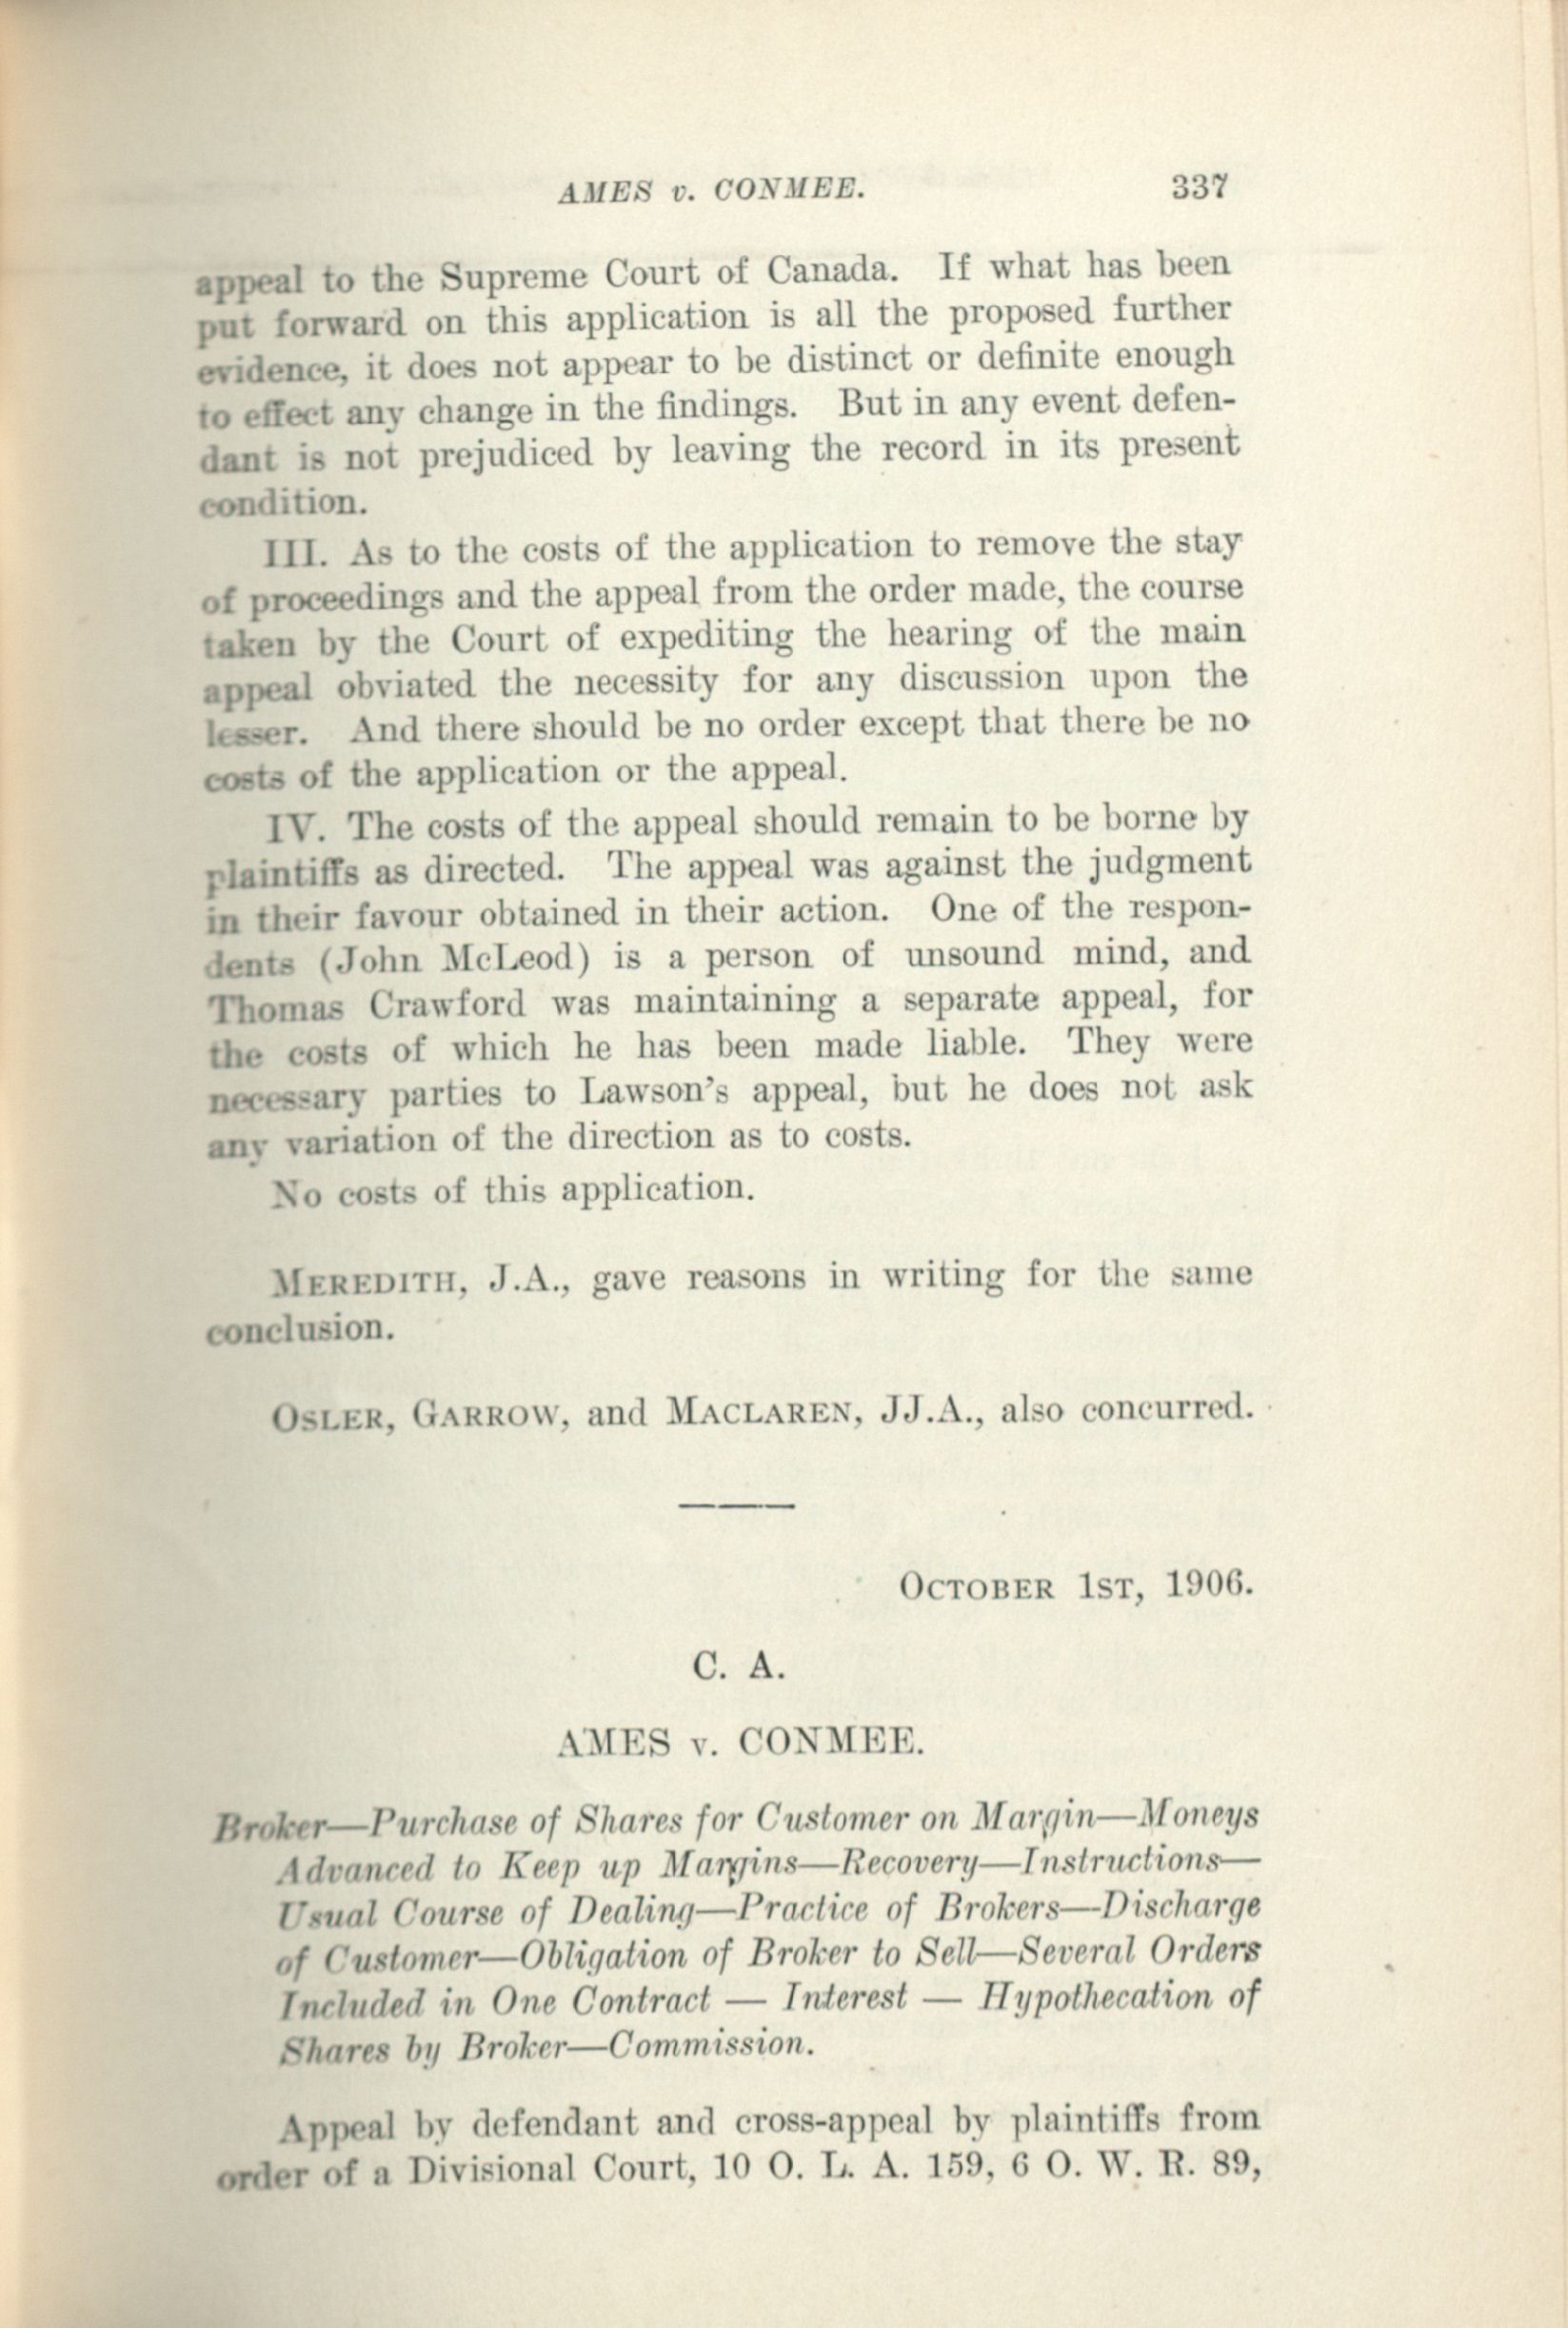 AMES v. CONMEE. 337
appeal to the Supreme Court of Canada. If what has been
put forward on this application is all the proposed further
evidence, it does not appear to be distinct or definite enough
to effect any change in the findings. But in any event defen-
dant is not prejudiced by leaving the record in its present
condition.
III. As to the costs of the application to remove the stay
of proceedings and the appeal from the order made, the course
taken by the Court of expediting the hearing of the main
appeal obviated the necessity for any discussion upon the
lesser. And there should be no order except that there be no
costs of the application or the appeal.
IV. The costs of the appeal should remain to be borne by
plaintiffs as directed. The appeal was against the judgment
in their favour obtained in their action. One of the respon-
dents (John McLeod) is a person of unsound mind, and
Thomas Crawford was maintaining a separate appeal, for
the costs of which he has been made liable. They were
necessary parties to Lawson's appeal, but he does not ask
any variation of the direction as to costs.
No costs of this application.
MEREDITH, J.A., gave reasons in writing for the same
conclusion.
OSLER, GARROW, and MACLAREN, JJ.A., also concurred.
OCTOBER 1ST, 1906.
C. A.
AMES v. CONMEE.
Broker—Purchase of Shares for Customer on Margin—Moneys
Advanced to Keep up Margins—Recovery—Instructions—
Usual Course of Dealing—Practice of Brokers—Discharge
of Customer—Obligation of Broker to Sell—Several Orders
Included in One Contract — Interest — Hypothecation of
Shares by Broker—Commission.
Appeal by defendant and cross-appeal by plaintiffs from
order of a Divisional Court, 10 O. L. A. 159, 6 O. W. R. 89,